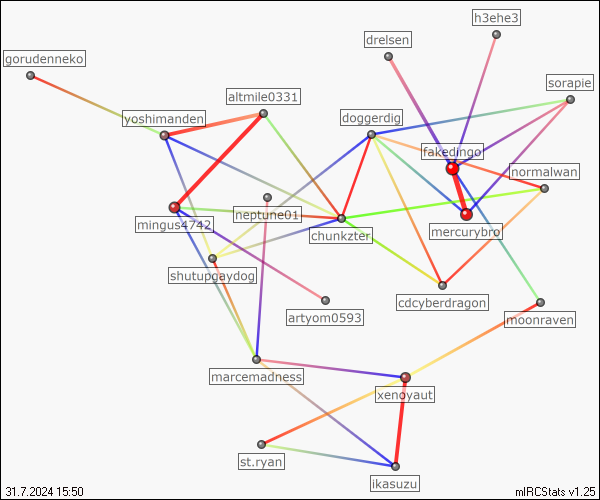 h3ehe3
drelsen
gorudenneko
sorapie
altmile0331
yoshimanden
doggerdig
fakedingo
normalwan
neptune01
mingus4742
mercurybro
chunkzter
shutupgaydog
cdcyberdragon
artyom0593
moonraven
marcemadness
xenoyaut
st.ryan
ikasuzu
31.7.2024 15:50
mIRCStats v1.25